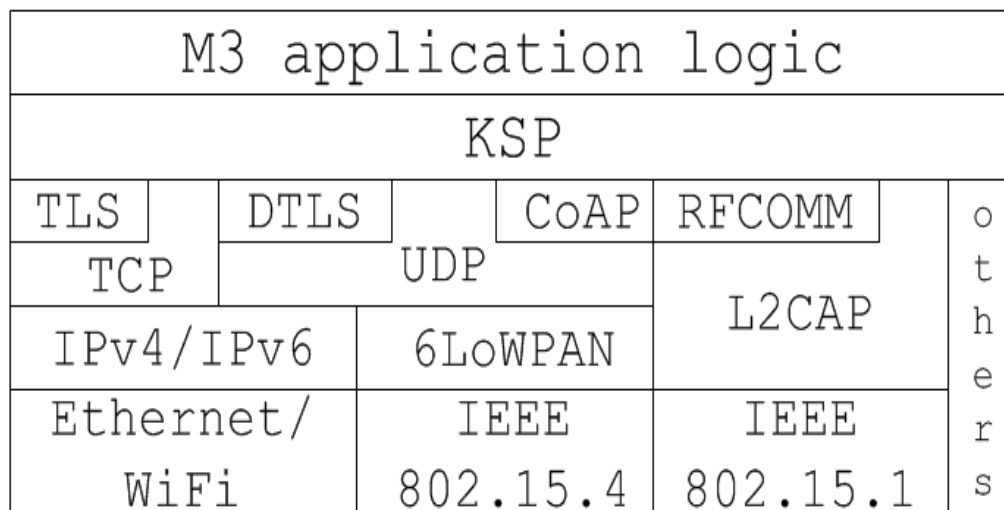 M3 application logic
KSP
TLS DTLS CoAP RFCOMM
TCP UDP
L2CAP
IPv4/IPv6 6LoWPAN
Ethernet/
WiFi
IEEE
802.15.4
IEEE
802.15.1
others